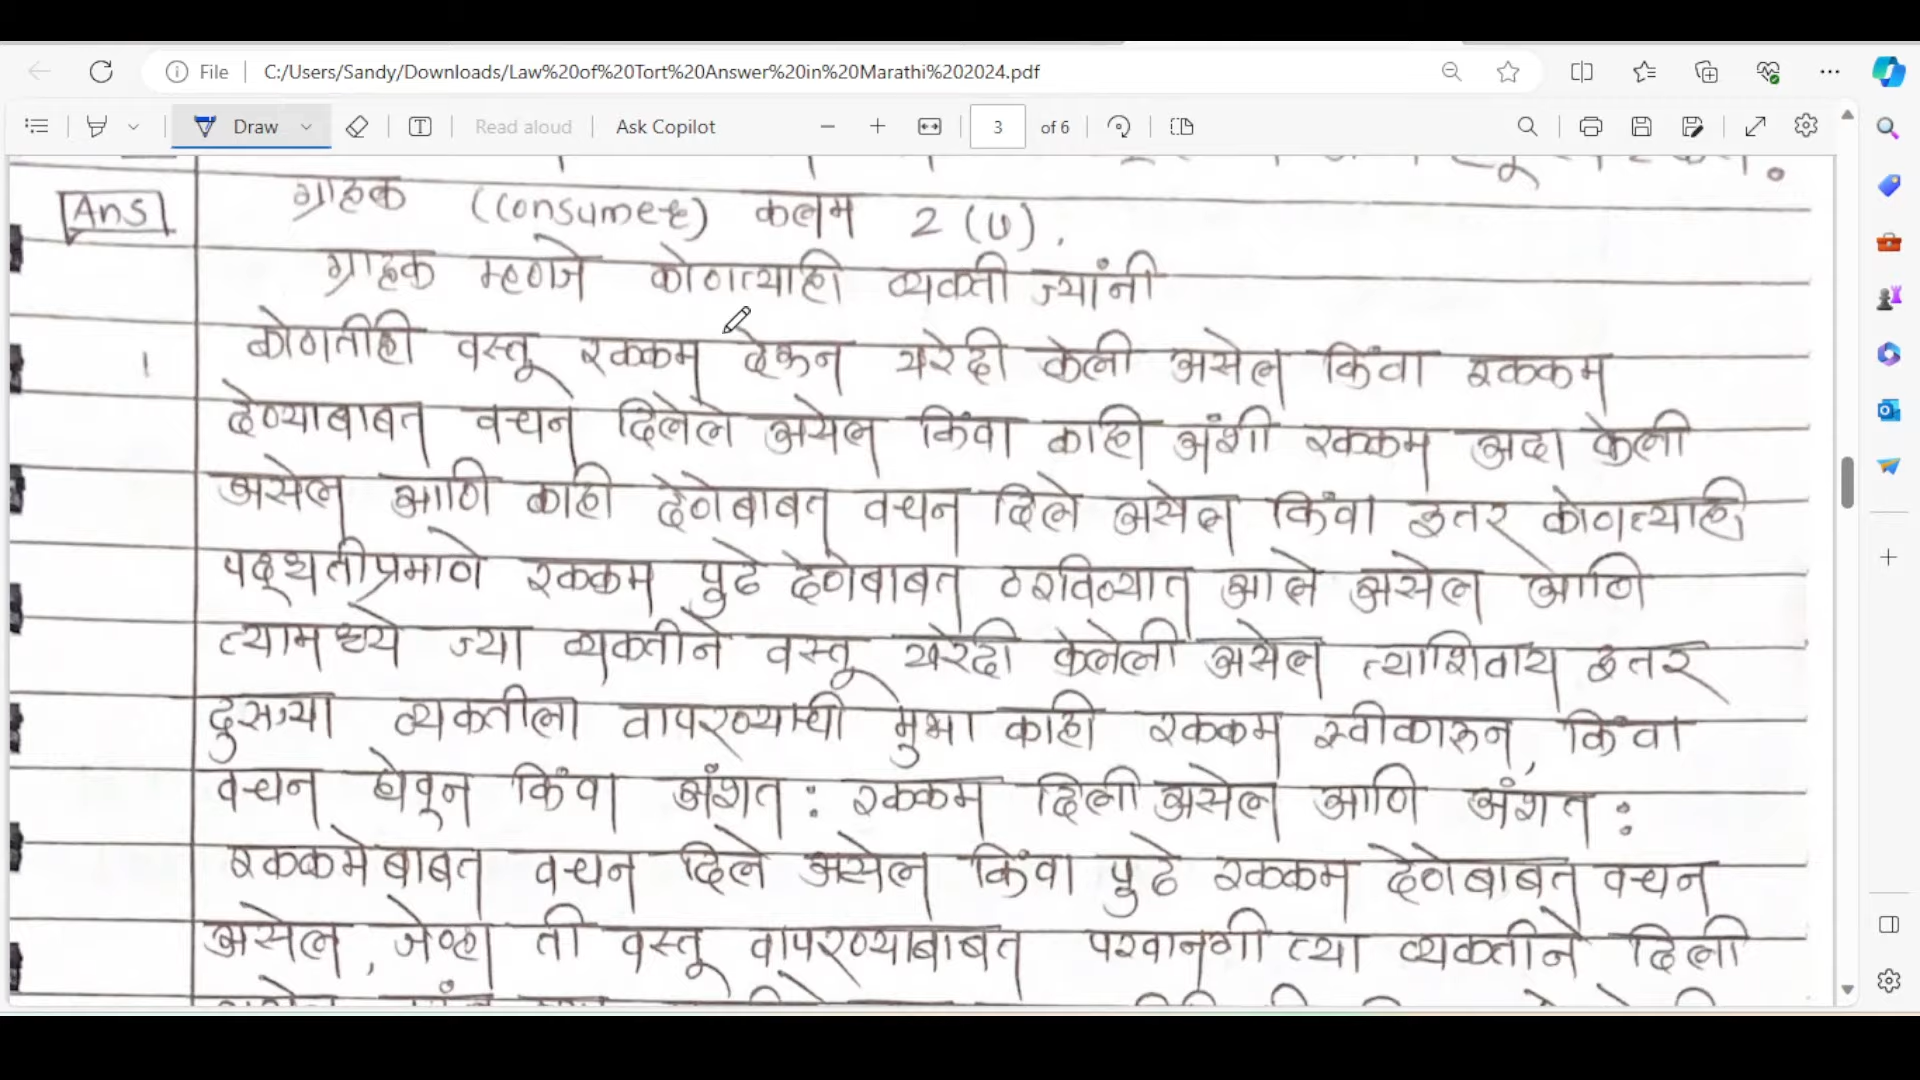 File C:/Users/Sandy/Downloads/Law%20of%20Tort%20Answer%20in%20Marathi%202024.pdf
Draw Read aloud Ask Copilot 3 of 6
Ans ग्राहक (Consumer) कलम 2 (७).
ग्राहक म्हणजे कोणत्याही व्यक्ती ज्यांनी
1 कोणतीही वस्तू रक्कम देऊन खरेदी केली असेल किंवा रक्कम
देण्याबाबत वचन दिलेले असेल किंवा काही अंशी रक्कम अदा केली
असेल आणि काही देणेबाबत वचन दिले असेल किंवा इतर कोणत्याही
पद्धतीप्रमाणे रक्कम पुढे देणेबाबत ठरविण्यात आले असेल आणि
त्यामध्ये ज्या व्यक्तीने वस्तू खरेदी केलेली असेल त्याशिवाय इतर
दुसऱ्या व्यक्तीला वापरण्याची मुभा काही रक्कम स्वीकारून, किंवा
वचन घेवून किंवा अंशत: रक्कम दिली असेल आणि अंशत:
रक्कमेबाबत वचन दिले असेल किंवा पुढे रक्कम देणेबाबत वचन
असेल, जेव्हा ती वस्तू वापरण्याबाबत परवानगी त्या व्यक्तीने दिली